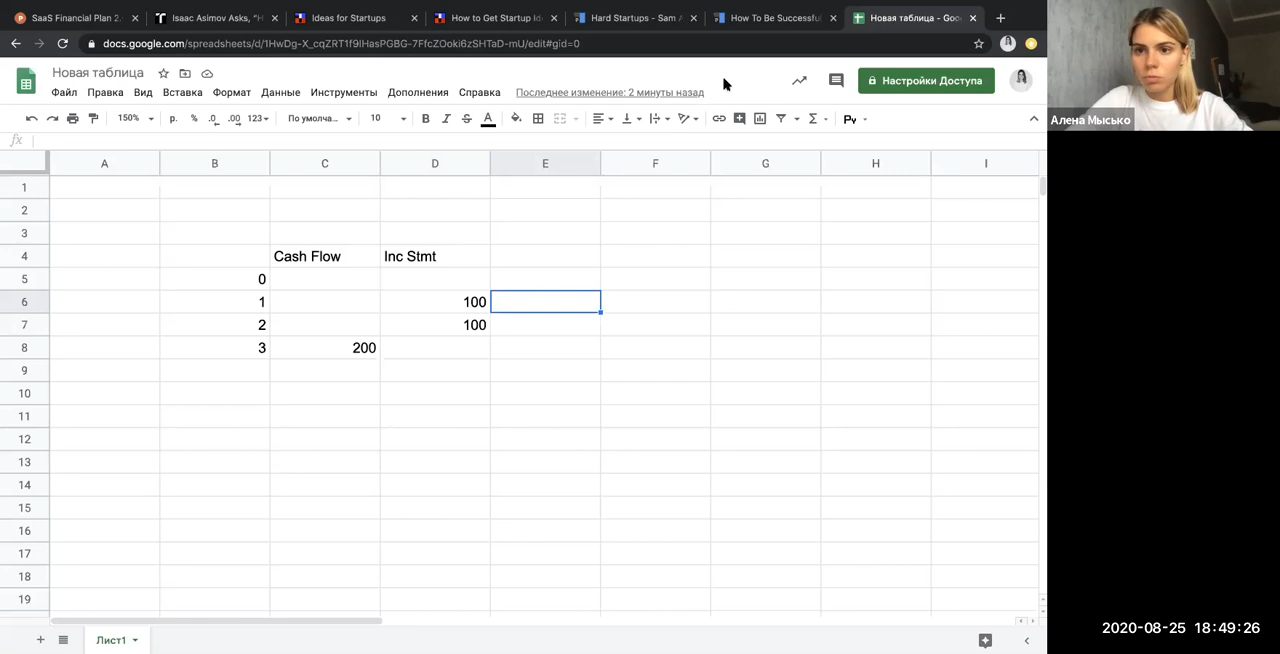 SaaS Financial Plan 2.
Isaac Asimov Asks, “H
Ideas for Startups
How to Get Startup Id
Hard Startups - Sam A
How To Be Successful
Новая таблица - Goo
docs.google.com/spreadsheets/d/1HwDg-X_cqZRT1f9IHasPGBG-7FfcZOoki6zSHTaD-mU/edit#gid=0
Новая таблица
Файл Правка Вид Вставка Формат Данные Инструменты Дополнения Справка Последнее изменение: 2 минуты назад
Настройки Доступа
150% р. % .0 .00 123 По умолча... 10 B I S A
fx
A B C D E F G H I
1
2
3
4 Cash Flow Inc Stmt
5 0
6 1 100
7 2 100
8 3 200
9
10
11
12
13
14
15
16
17
18
19
Лист1
Алена Мысько
2020-08-25 18:49:26